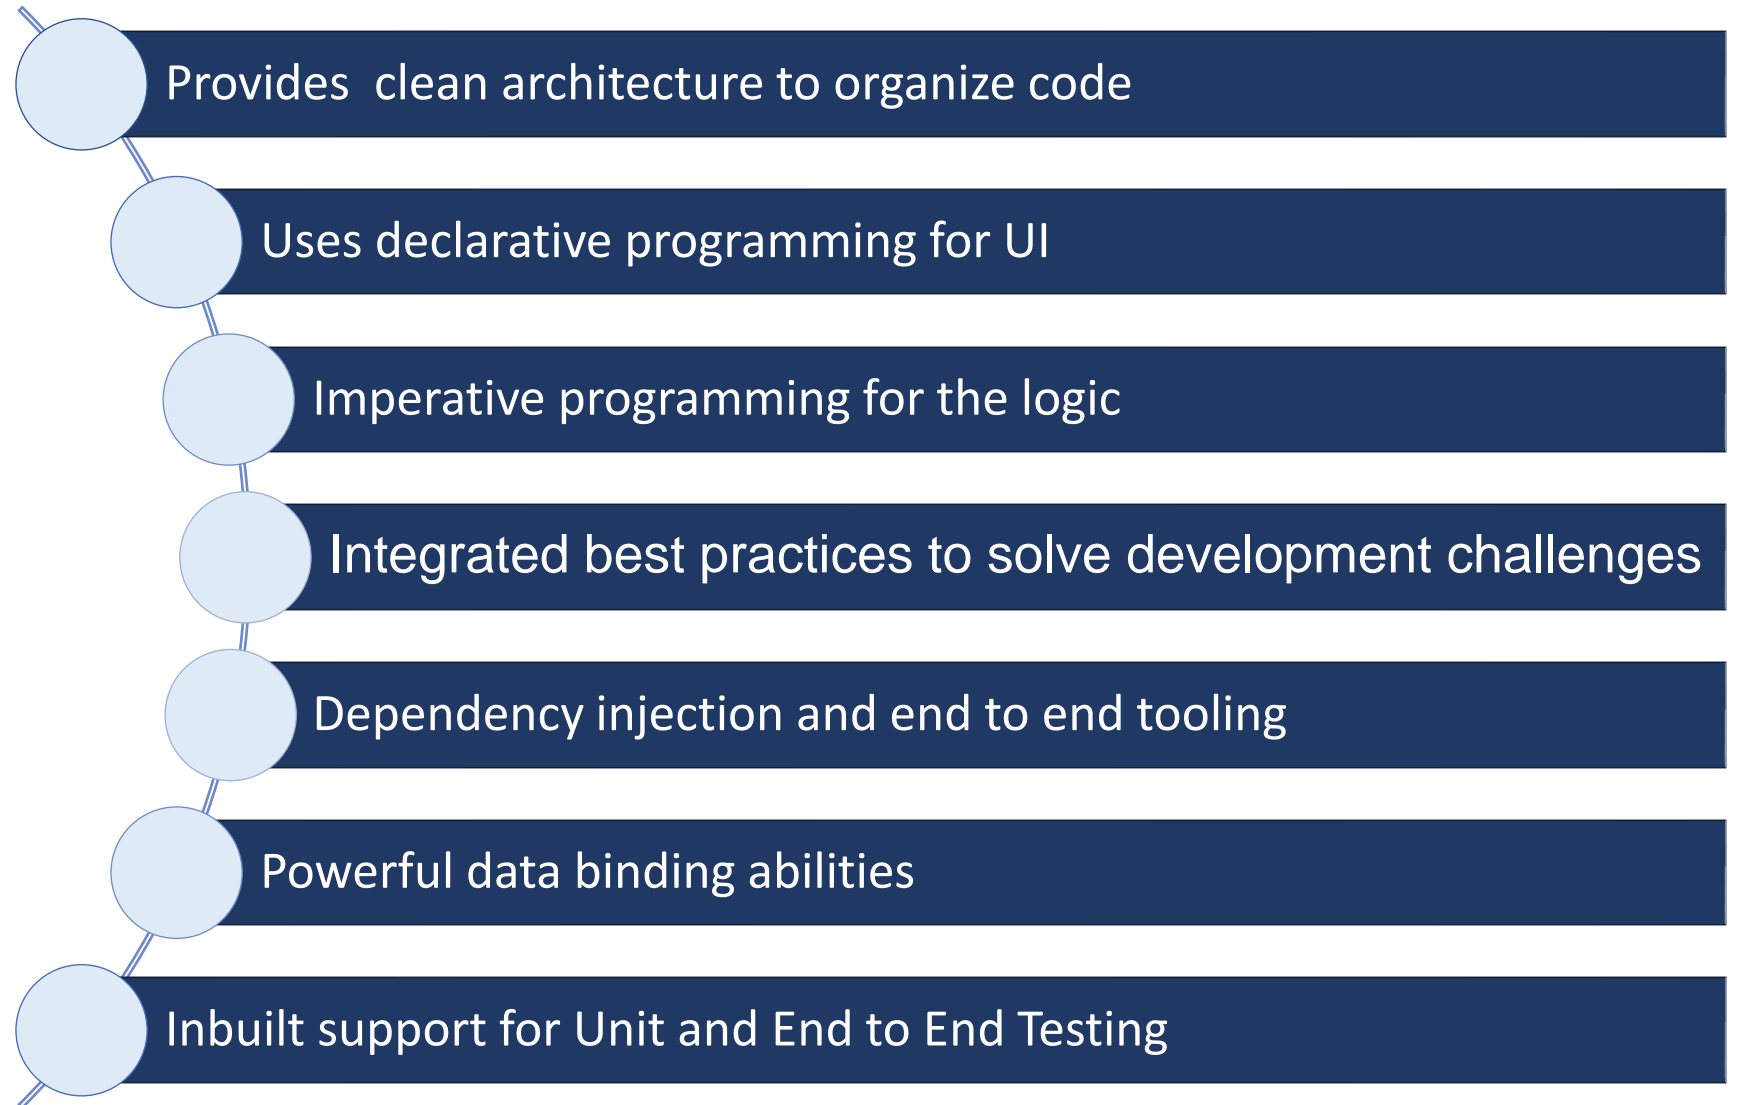 Provides  clean architecture to organize code
Uses declarative programming for UI
Imperative programming for the logic
Integrated best practices to solve development challenges
Dependency injection and end to end tooling
Powerful data binding abilities
Inbuilt support for Unit and End to End Testing